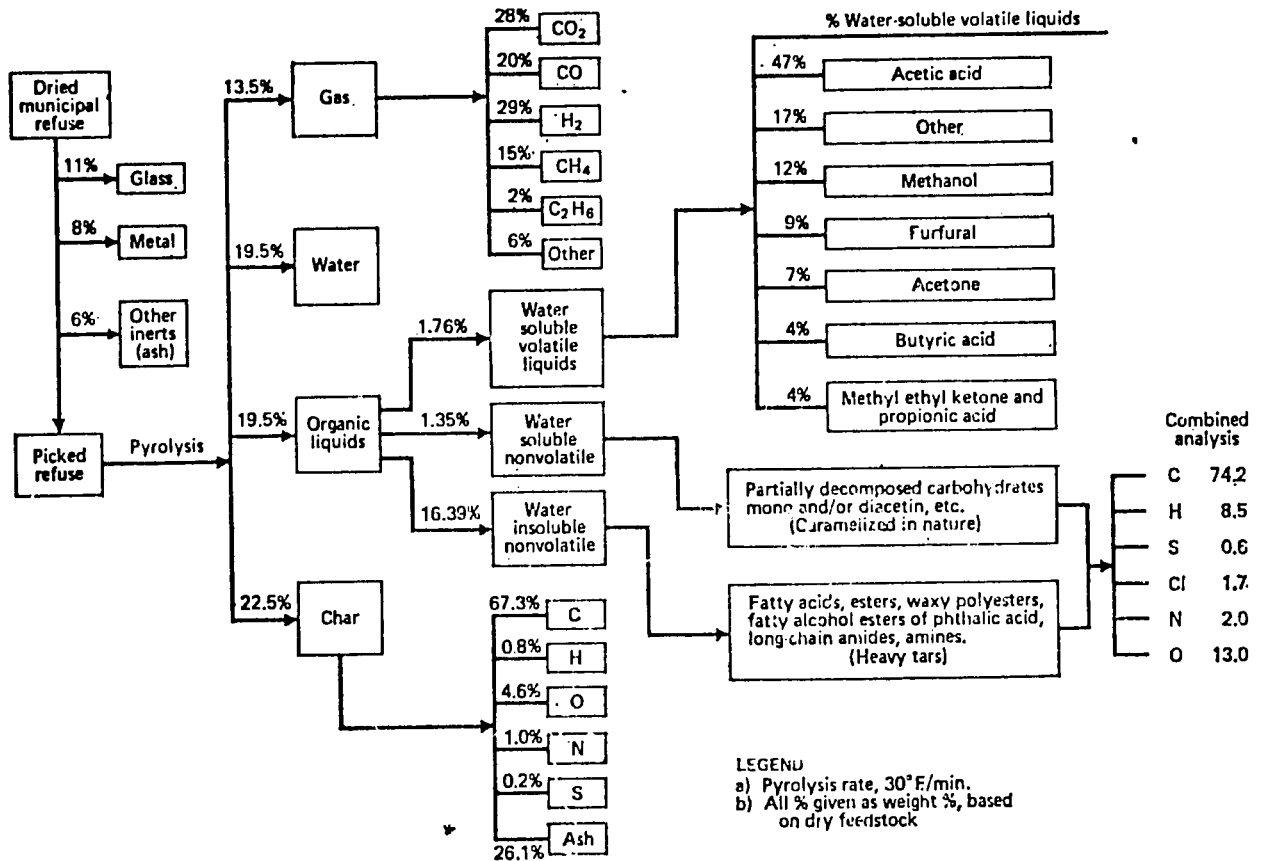 Dried
municipal
refuse
11%
Glass
8%
Metal
6%
Other
inerts
(ash)
Picked
refuse
Pyrolysis
13.5%
Gas
19.5%
Water
19.5%
Organic
liquids
22.5%
Char
28%
CO₂
20%
CO
29%
H₂
15%
CH₄
2%
C₂H₆
6%
Other
1.76%
Water
soluble
volatile
liquids
1.35%
Water
soluble
nonvolatile
16.39%
Water
insoluble
nonvolatile
67.3%
C
0.8%
H
4.6%
O
1.0%
N
0.2%
S
Ash
26.1%
% Water-soluble volatile liquids
47%
Acetic acid
17%
Other
12%
Methanol
9%
Furfural
7%
Acetone
4%
Butyric acid
4%
Methyl ethyl ketone and
propionic acid
Partially decomposed carbohydrates
mono and/or diacetin, etc.
(Caramelized in nature)
Fatty acids, esters, waxy polyesters,
fatty alcohol esters of phthalic acid,
long-chain amides, amines.
(Heavy tars)
Combined
analysis
C 74.2
H 8.5
S 0.6
Cl 1.7
N 2.0
O 13.0
LEGEND
a) Pyrolysis rate, 30°F./min.
b) All % given as weight %, based
on dry feedstock